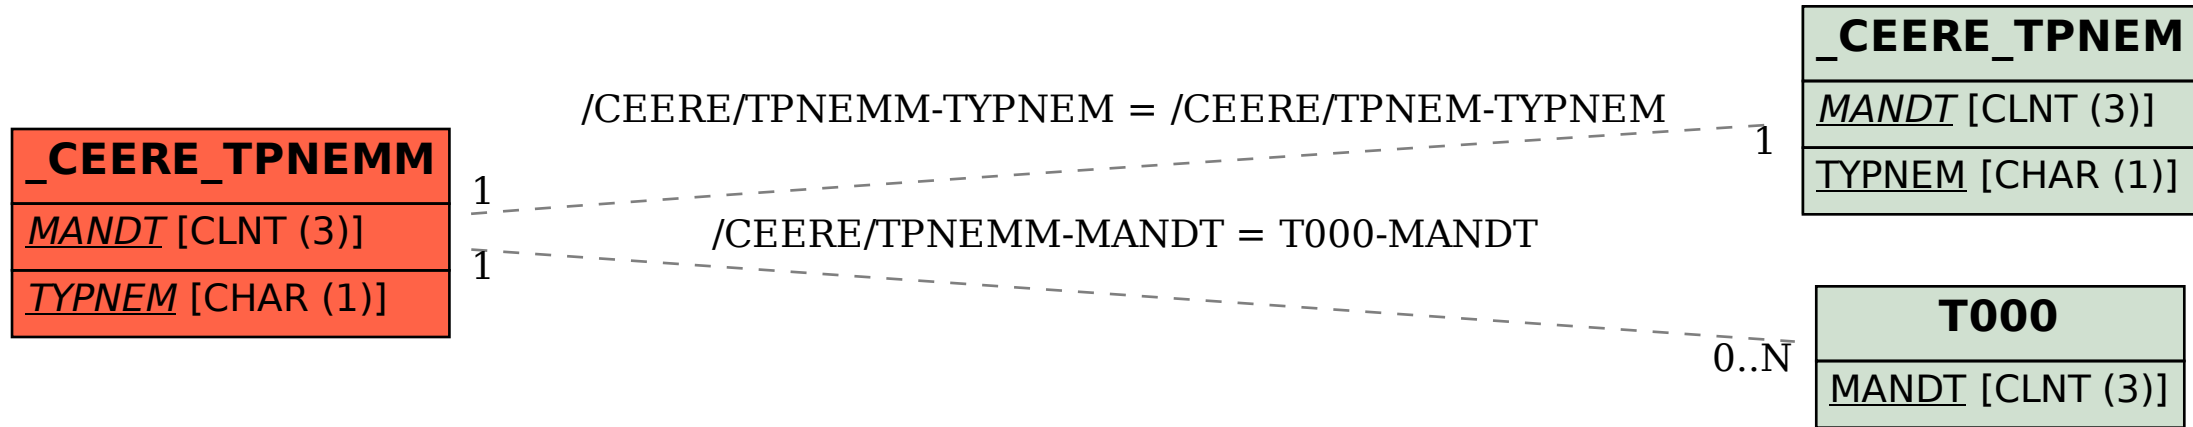 _CEERE_TPNEMM
MANDT [CLNT (3)]
TYPNEM [CHAR (1)]
/CEERE/TPNEMM-TYPNEM = /CEERE/TPNEM-TYPNEM
1
1
/CEERE/TPNEMM-MANDT = T000-MANDT
1
0..N
_CEERE_TPNEM
MANDT [CLNT (3)]
TYPNEM [CHAR (1)]
T000
MANDT [CLNT (3)]